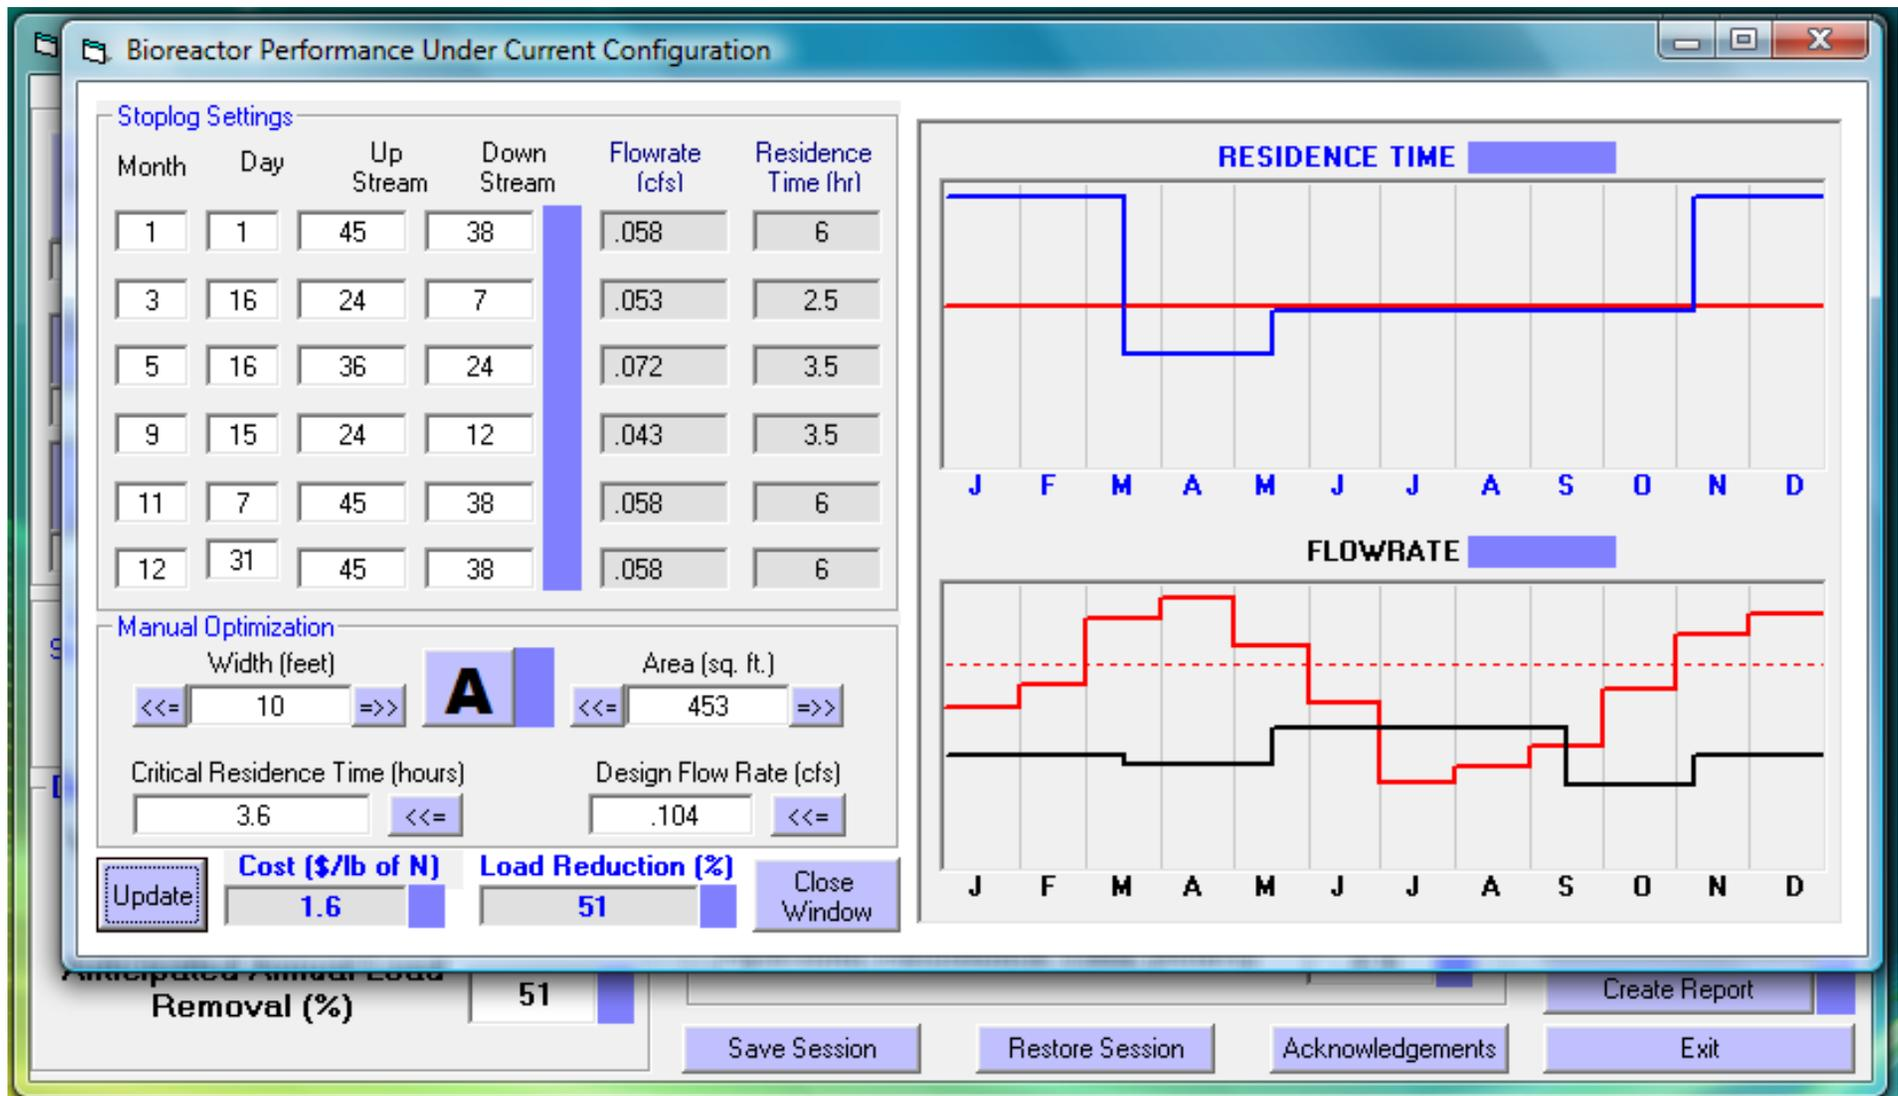 Bioreactor Performance Under Current Configuration
Stoplog Settings
Month Day Up Stream Down Stream Flowrate (cfs) Residence Time (hr)
1 1 45 38 .058 6
3 16 24 7 .053 2.5
5 16 36 24 .072 3.5
9 15 24 12 .043 3.5
11 7 45 38 .058 6
12 31 45 38 .058 6
Manual Optimization
Width (feet)
<<= 10 =>>
A
Area (sq. ft.)
<<= 453 =>>
Critical Residence Time (hours)
3.6 <<=
Design Flow Rate (cfs)
.104 <<=
Update
Cost ($/lb of N)
1.6
Load Reduction (%)
51
Close
Window
RESIDENCE TIME
J F M A M J J A S O N D
FLOWRATE
J F M A M J J A S O N D
Anticipated Annual Load
Removal (%)
51
Create Report
Save Session
Restore Session
Acknowledgements
Exit